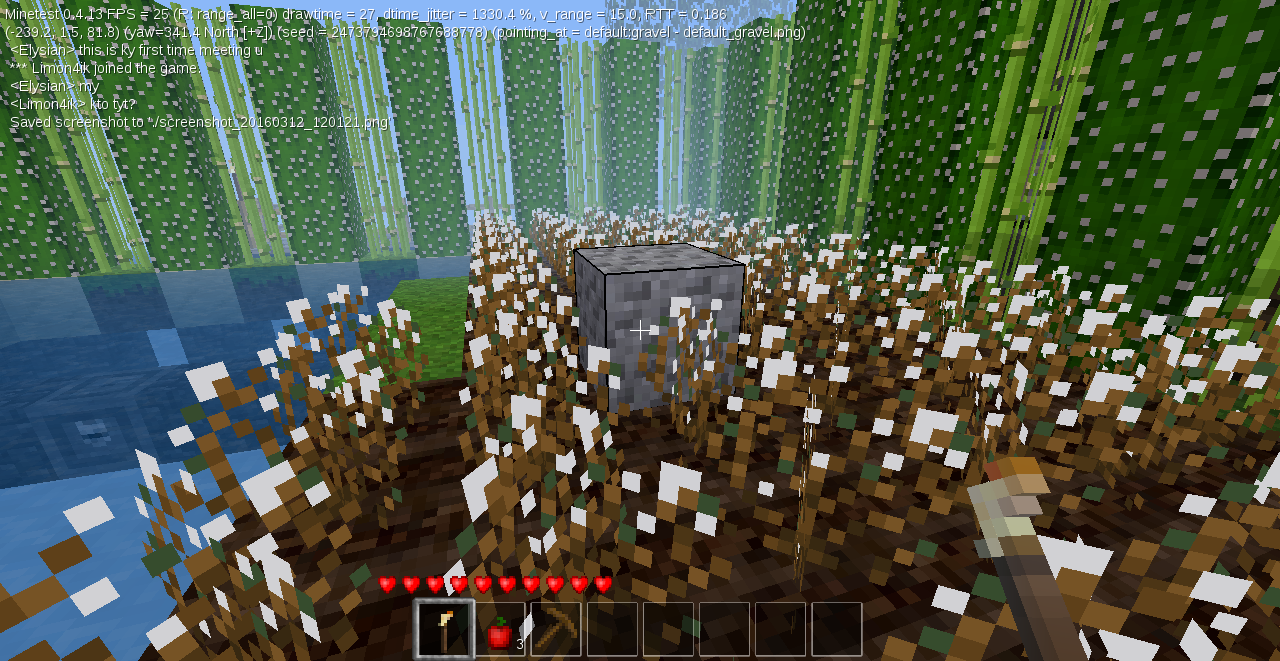 Minetest 0.4.13 FPS = 25 (R: range_all=0) drawtime = 27, dtime_jitter = 1330.4 %, v_range = 15.0, RTT = 0.186
(-239.2, 1.5, 81.8) (yaw=341.4 North [+z]) (seed = 2473794698767688778) (pointing_at = default:gravel - default_gravel.png)
<Elysian> this is ky first time meeting u
*** Limon4ik joined the game.
<Elysian> my
<Limon4ik> kto tyt?
Saved screenshot to "./screenshot_20160312_120121.png"
3